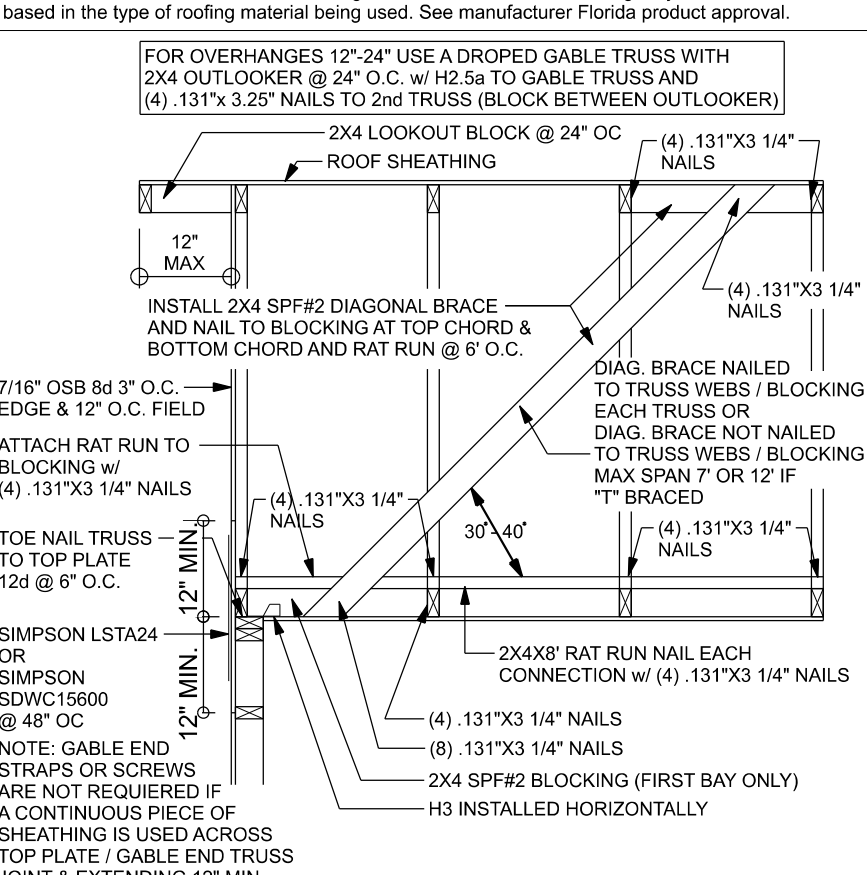 based in the type of roofing material being used. See manufacturer Florida product approval.
FOR OVERHANGES 12"-24" USE A DROPED GABLE TRUSS WITH
2X4 OUTLOOKER @ 24" O.C. w/ H2.5a TO GABLE TRUSS AND
(4) .131"x 3.25" NAILS TO 2nd TRUSS (BLOCK BETWEEN OUTLOOKER)
2X4 LOOKOUT BLOCK @ 24" OC
ROOF SHEATHING
(4) .131"X3 1/4"
NAILS
12"
MAX
(4) .131"X3 1/4"
NAILS
INSTALL 2X4 SPF#2 DIAGONAL BRACE
AND NAIL TO BLOCKING AT TOP CHORD &
BOTTOM CHORD AND RAT RUN @ 6' O.C.
DIAG. BRACE NAILED
TO TRUSS WEBS / BLOCKING
EACH TRUSS OR
DIAG. BRACE NOT NAILED
TO TRUSS WEBS / BLOCKING
MAX SPAN 7' OR 12' IF
"T" BRACED
7/16" OSB 8d 3" O.C.
EDGE & 12" O.C. FIELD
ATTACH RAT RUN TO
BLOCKING w/
(4) .131"X3 1/4" NAILS
(4) .131"X3 1/4"
NAILS
30°- 40°
(4) .131"X3 1/4"
NAILS
TOE NAIL TRUSS
TO TOP PLATE
12d @ 6" O.C.
12" MIN.
12" MIN.
SIMPSON LSTA24
OR
SIMPSON
SDWC15600
@ 48" OC
2X4X8' RAT RUN NAIL EACH
CONNECTION w/ (4) .131"X3 1/4" NAILS
(4) .131"X3 1/4" NAILS
(8) .131"X3 1/4" NAILS
2X4 SPF#2 BLOCKING (FIRST BAY ONLY)
H3 INSTALLED HORIZONTALLY
NOTE: GABLE END
STRAPS OR SCREWS
ARE NOT REQUIERED IF
A CONTINUOUS PIECE OF
SHEATHING IS USED ACROSS
TOP PLATE / GABLE END TRUSS
JOINT & EXTENDING 12" MIN